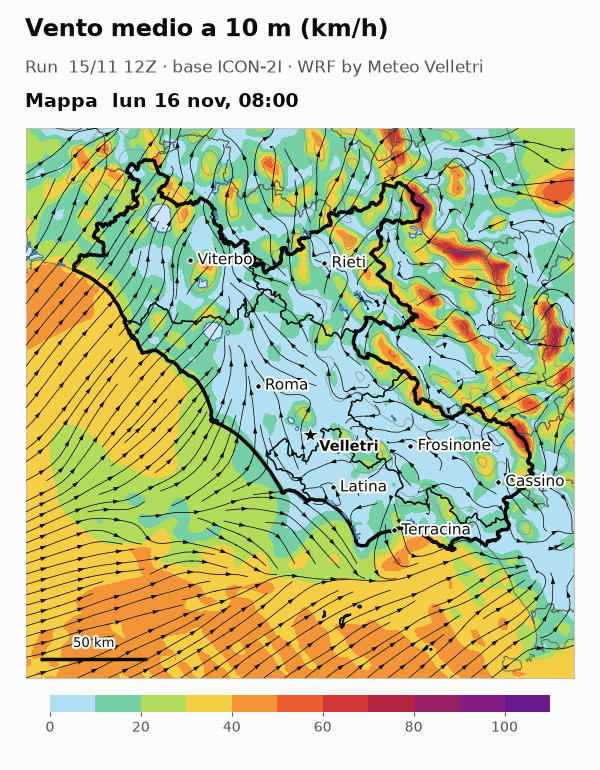 Vento medio a 10 m (km/h)
Run  15/11 12Z · base ICON-2I · WRF by Meteo Velletri
Mappa  lun 16 nov, 08:00
Viterbo
Rieti
Roma
Velletri
Frosinone
Latina
Cassino
Terracina
50 km
0 20 40 60 80 100